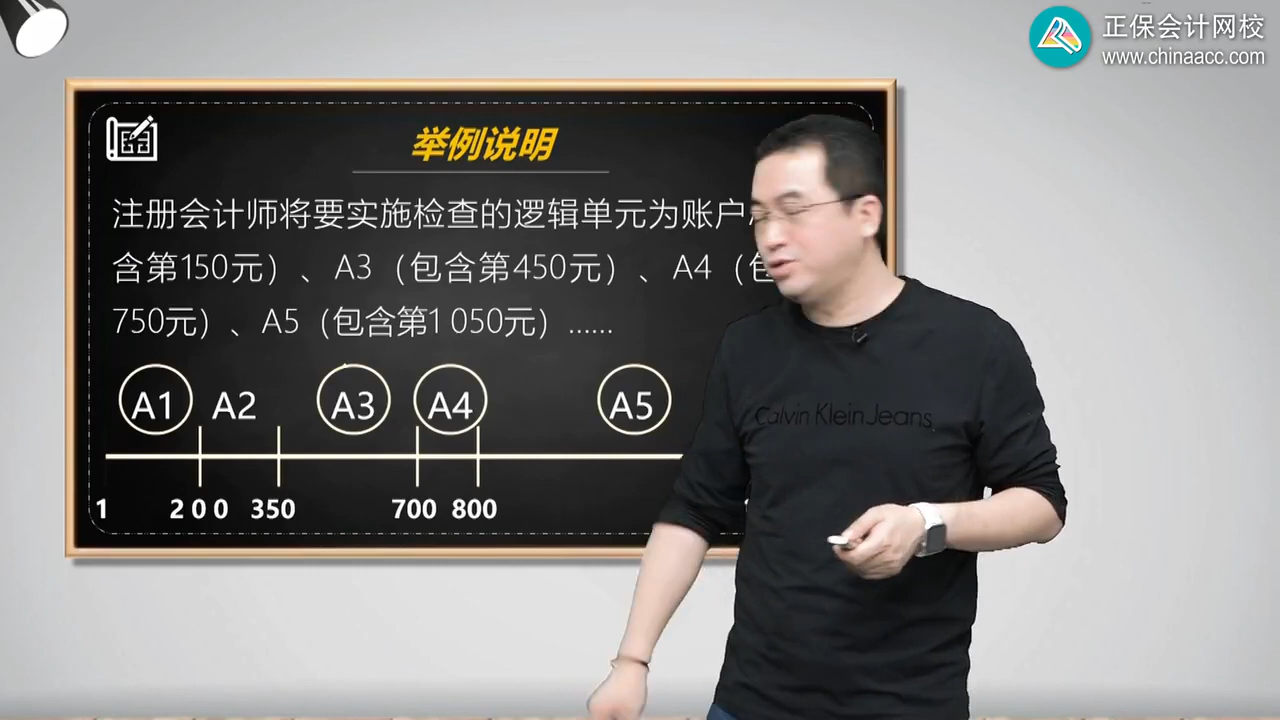 正保会计网校
www.chinaacc.com
举例说明
注册会计师将要实施检查的逻辑单元为账户
含第150元）、A3（包含第450元）、A4（包
750元）、A5（包含第1 050元）……
A1 A2 A3 A4 A5
1 200 350 700 800
Calvin Klein Jeans